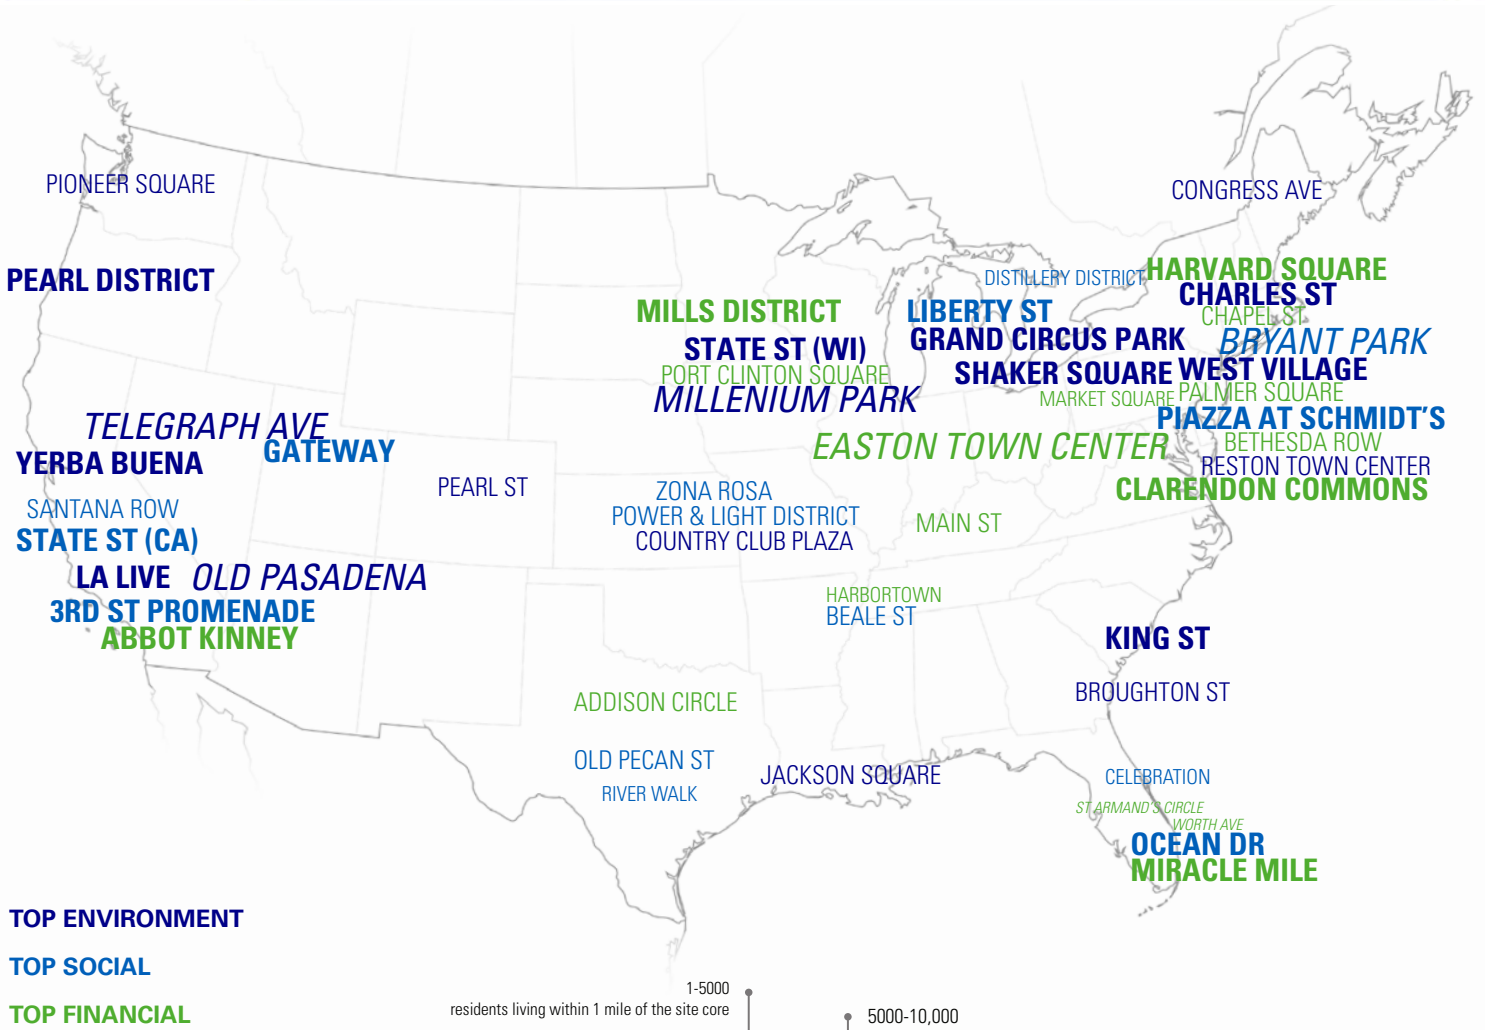 PIONEER SQUARE
CONGRESS AVE
PEARL DISTRICT
DISTILLERY DISTRICT
HARVARD SQUARE
CHARLES ST
CHAPEL ST
MILLS DISTRICT
LIBERTY ST
BRYANT PARK
STATE ST (WI)
GRAND CIRCUS PARK
PORT CLINTON SQUARE
SHAKER SQUARE
WEST VILLAGE
MILLENIUM PARK
MARKET SQUARE
PALMER SQUARE
PIAZZA AT SCHMIDT'S
TELEGRAPH AVE
GATEWAY
EASTON TOWN CENTER
BETHESDA ROW
YERBA BUENA
RESTON TOWN CENTER
PEARL ST
ZONA ROSA
CLARENDON COMMONS
SANTANA ROW
POWER & LIGHT DISTRICT
MAIN ST
STATE ST (CA)
COUNTRY CLUB PLAZA
LA LIVE
OLD PASADENA
HARBORTOWN
3RD ST PROMENADE
BEALE ST
ABBOT KINNEY
KING ST
BROUGHTON ST
ADDISON CIRCLE
OLD PECAN ST
JACKSON SQUARE
CELEBRATION
RIVER WALK
ST ARMAND'S CIRCLE
WORTH AVE
OCEAN DR
MIRACLE MILE
TOP ENVIRONMENT
TOP SOCIAL
TOP FINANCIAL
1-5000
residents living within 1 mile of the site core
5000-10,000